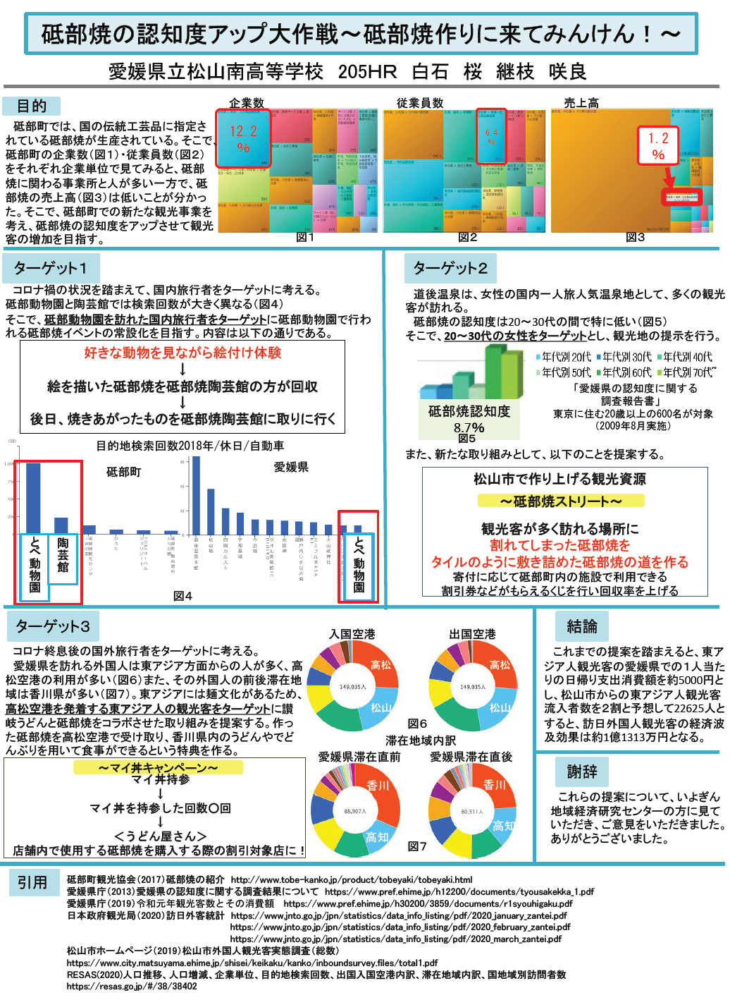 砥部焼の認知度アップ大作戦～砥部焼作りに来てみんけん！～
愛媛県立松山南高等学校　205HR　白石　桜　継枝　咲良
目的
砥部町では、国の伝統工芸品に指定さ
れている砥部焼が生産されている。そこで、
砥部町の企業数(図1)・従業員数(図2)
をそれぞれ企業単位で見てみると、砥部
焼に関わる事業所と人が多い一方で、砥
部焼の売上高(図3)は低いことが分かっ
た。そこで、砥部町での新たな観光事業を
考え、砥部焼の認知度をアップさせて観光
客の増加を目指す。
企業数
12.2
%
図1
従業員数
6.4
%
図2
売上高
1.2
%
図3
ターゲット1
コロナ禍の状況を踏まえて、国内旅行者をターゲットに考える。
砥部動物園と陶芸館では検索回数が大きく異なる(図4)
そこで、砥部動物園を訪れた国内旅行者をターゲットに砥部動物園で行わ
れる砥部焼イベントの常設化を目指す。内容は以下の通りである。
好きな動物を見ながら絵付け体験
↓
絵を描いた砥部焼を砥部焼陶芸館の方が回収
↓
後日、焼きあがったものを砥部焼陶芸館に取りに行く
目的地検索回数2018年/休日/自動車
砥部町
とべ動物園
陶芸館
愛媛県
道後温泉本館
松山城
四国カルスト
宇和島城
今治城
佐田岬
大山祇神社
とべ動物園
図4
ターゲット2
道後温泉は、女性の国内一人旅人気温泉地として、多くの観光
客が訪れる。
砥部焼の認知度は20～30代の間で特に低い(図5)
そこで、20～30代の女性をターゲットとし、観光地の提示を行う。
年代別20代 年代別30代 年代別40代
年代別50代 年代別60代 年代別70代~
砥部焼認知度
8.7%
図5
「愛媛県の認知度に関する
調査報告書」
東京に住む20歳以上の600名が対象
(2009年8月実施)
また、新たな取り組みとして、以下のことを提案する。
松山市で作り上げる観光資源
～砥部焼ストリート～
観光客が多く訪れる場所に
割れてしまった砥部焼を
タイルのように敷き詰めた砥部焼の道を作る
寄付に応じて砥部町内の施設で利用できる
割引券などがもらえるくじを行い回収率を上げる
ターゲット3
コロナ終息後の国外旅行者をターゲットに考える。
愛媛県を訪れる外国人は東アジア方面からの人が多く、高
松空港の利用が多い(図6)また、その外国人の前後滞在地
域は香川県が多い(図7)。東アジアには麺文化があるため、
高松空港を発着する東アジア人の観光客をターゲットに讃
岐うどんと砥部焼をコラボさせた取り組みを提案する。作っ
た砥部焼を高松空港で受け取り、香川県内のうどんやでど
んぶりを用いて食事ができるという特典を作る。
～マイ丼キャンペーン～
マイ丼持参
↓
マイ丼を持参した回数〇回
↓
＜うどん屋さん＞
店舗内で使用する砥部焼を購入する際の割引対象店に！
入国空港
高松
149,035人
松山
出国空港
高松
149,035人
松山
図6
滞在地域内訳
愛媛県滞在直前
香川
88,907人
高知
愛媛県滞在直後
香川
80,511人
高知
図7
結論
これまでの提案を踏まえると、東ア
ジア人観光客の愛媛県での1人当た
りの日帰り支出消費額を約5000円と
し、松山市からの東アジア人観光客
流入者数を2割と予想して22625人と
すると、訪日外国人観光客の経済波
及効果は約1億1313万円となる。
謝辞
これらの提案について、いよぎん
地域経済研究センターの方に見て
いただき、ご意見をいただきました。
ありがとうございました。
引用
砥部町観光協会(2017)砥部焼の紹介　http://www.tobe-kanko.jp/product/tobeyaki/tobeyaki.html
愛媛県庁(2013)愛媛県の認知度に関する調査結果について　https://www.pref.ehime.jp/h12200/documents/tyousakekka_1.pdf
愛媛県庁(2019)令和元年観光客数とその消費額　https://www.pref.ehime.jp/h30200/3859/documents/r1syouhigaku.pdf
日本政府観光局(2020)訪日外客統計　https://www.jnto.go.jp/jpn/statistics/data_info_listing/pdf/2020_january_zantei.pdf
https://www.jnto.go.jp/jpn/statistics/data_info_listing/pdf/2020_february_zantei.pdf
https://www.jnto.go.jp/jpn/statistics/data_info_listing/pdf/2020_march_zantei.pdf
松山市ホームページ(2019)松山市外国人観光客実態調査(総数)
https://www.city.matsuyama.ehime.jp/shisei/keikaku/kanko/inboundsurvey.files/total1.pdf
RESAS(2020)人口推移、人口増減、企業単位、目的地検索回数、出国入国空港内訳、滞在地域内訳、国地域別訪問者数
https://resas.go.jp/#/38/38402